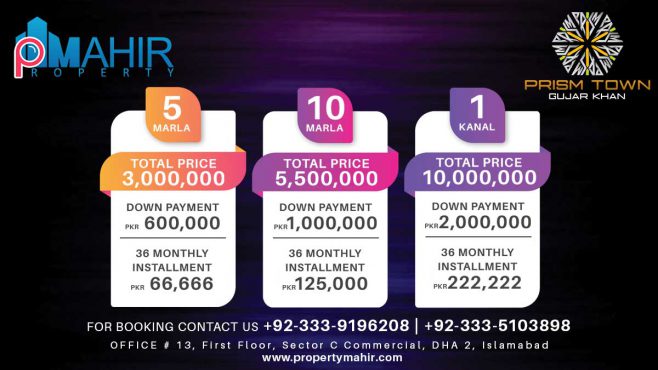 MAHIR
PROPERTY
PRISM TOWN
GUJAR KHAN
5
MARLA
TOTAL PRICE
3,000,000
DOWN PAYMENT
PKR 600,000
36 MONTHLY
INSTALLMENT
PKR 66,666
10
MARLA
TOTAL PRICE
5,500,000
DOWN PAYMENT
PKR 1,000,000
36 MONTHLY
INSTALLMENT
PKR 125,000
1
KANAL
TOTAL PRICE
10,000,000
DOWN PAYMENT
PKR 2,000,000
36 MONTHLY
INSTALLMENT
PKR 222,222
FOR BOOKING CONTACT US +92-333-9196208 | +92-333-5103898
OFFICE # 13, First Floor, Sector C Commercial, DHA 2, Islamabad
www.propertymahir.com